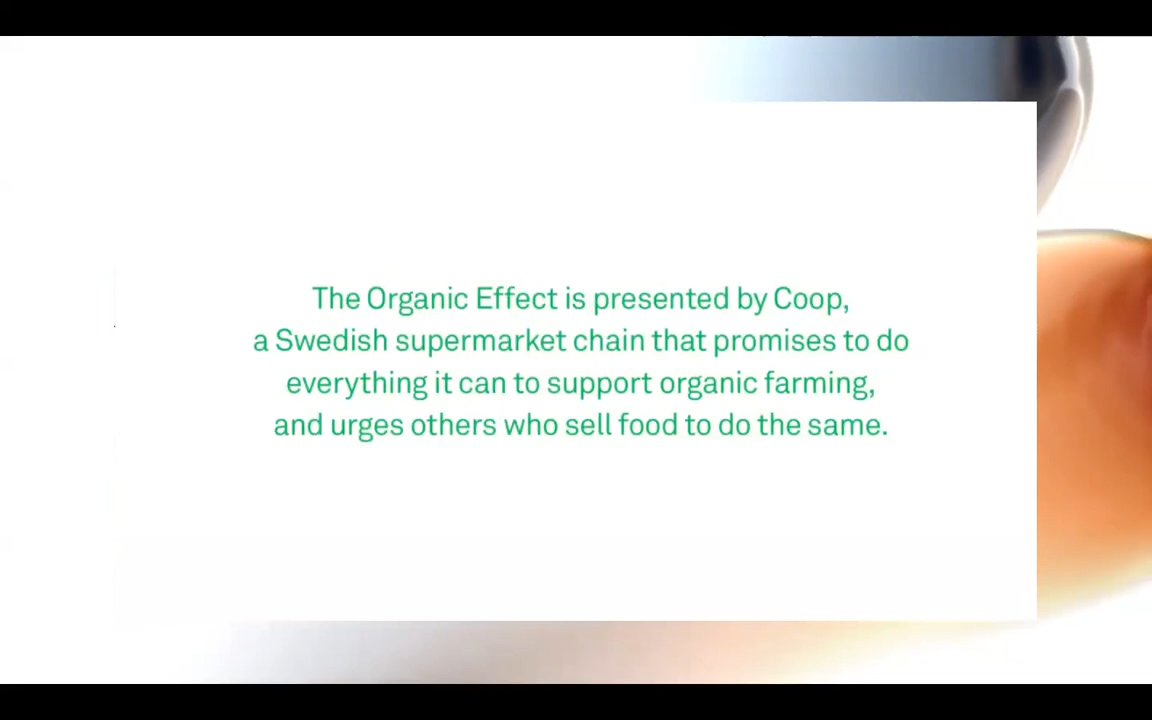 The Organic Effect is presented by Coop,
a Swedish supermarket chain that promises to do
everything it can to support organic farming,
and urges others who sell food to do the same.